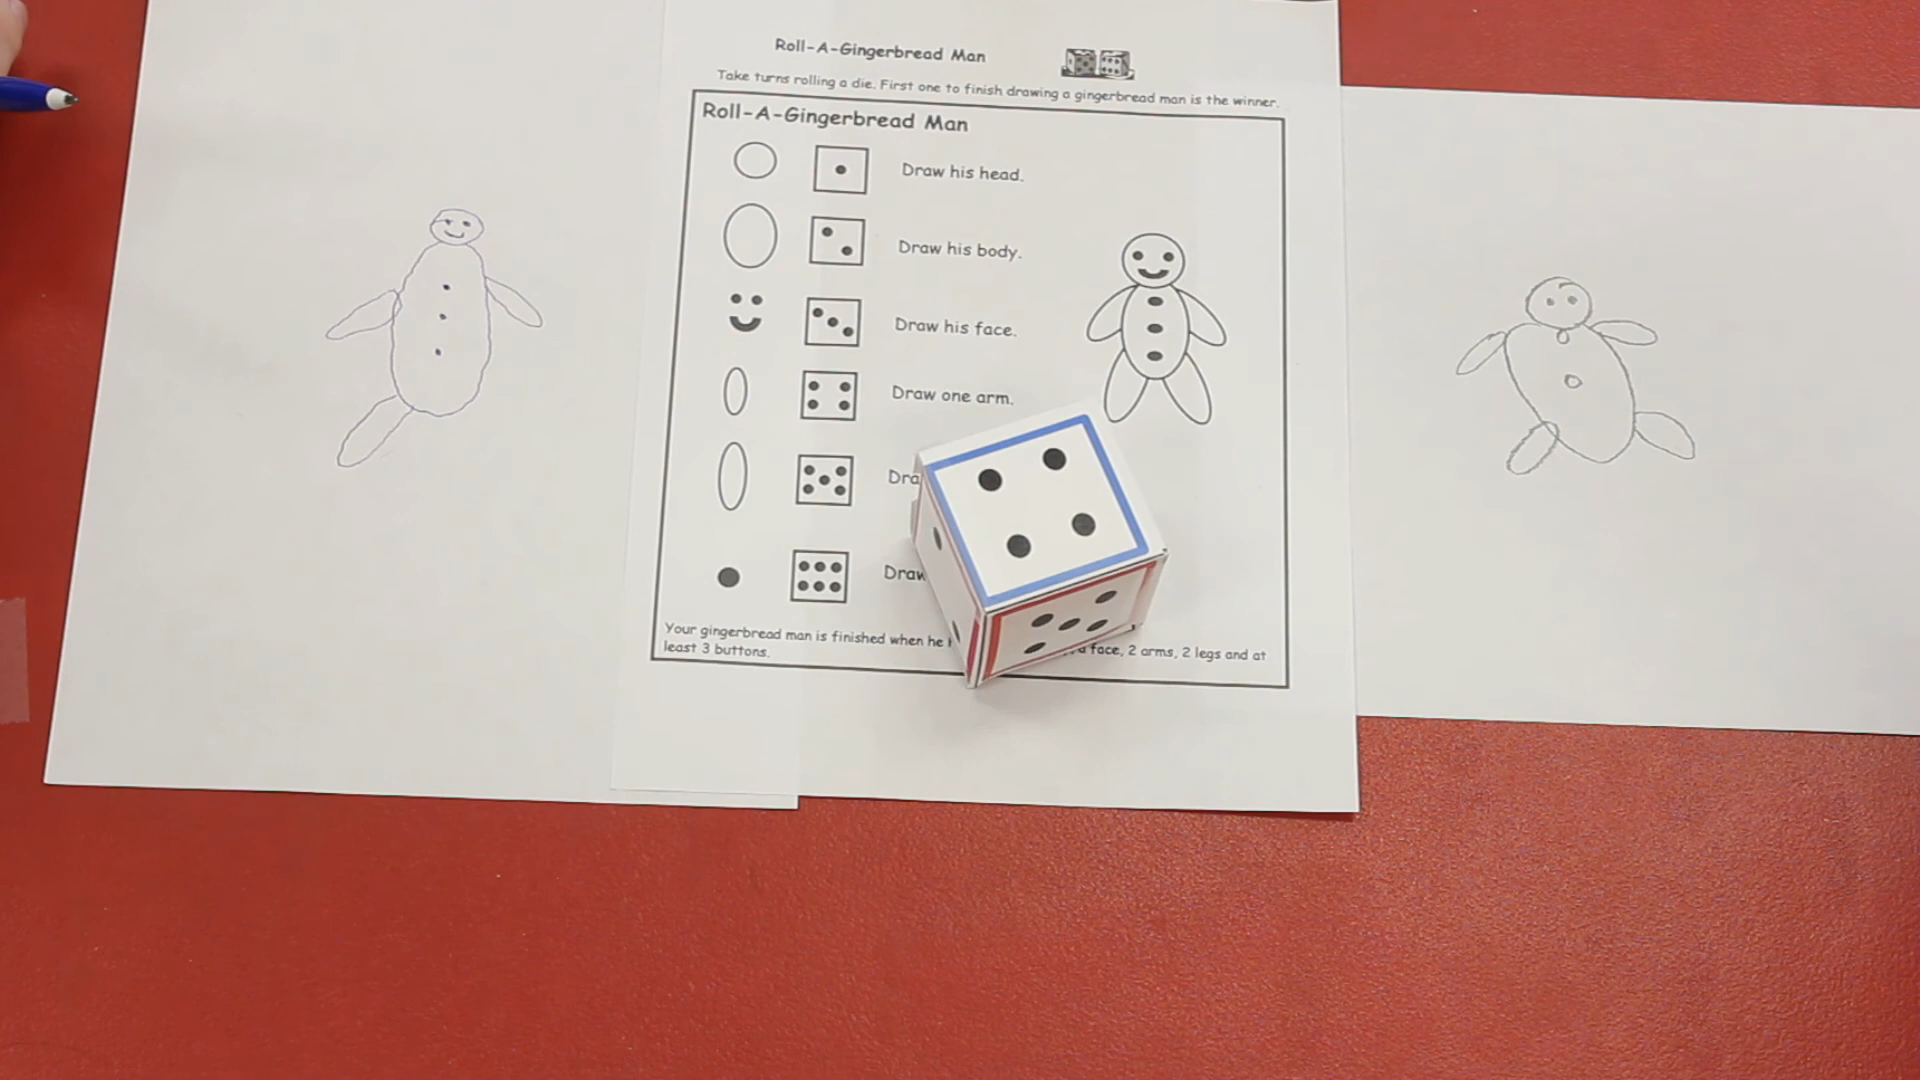 Roll-A-Gingerbread Man
Take turns rolling a die. First one to finish drawing a gingerbread man is the winner.
Roll-A-Gingerbread Man
Draw his head.
Draw his body.
Draw his face.
Draw one arm.
Dra
Draw
Your gingerbread man is finished when he face, 2 arms, 2 legs and at
least 3 buttons.